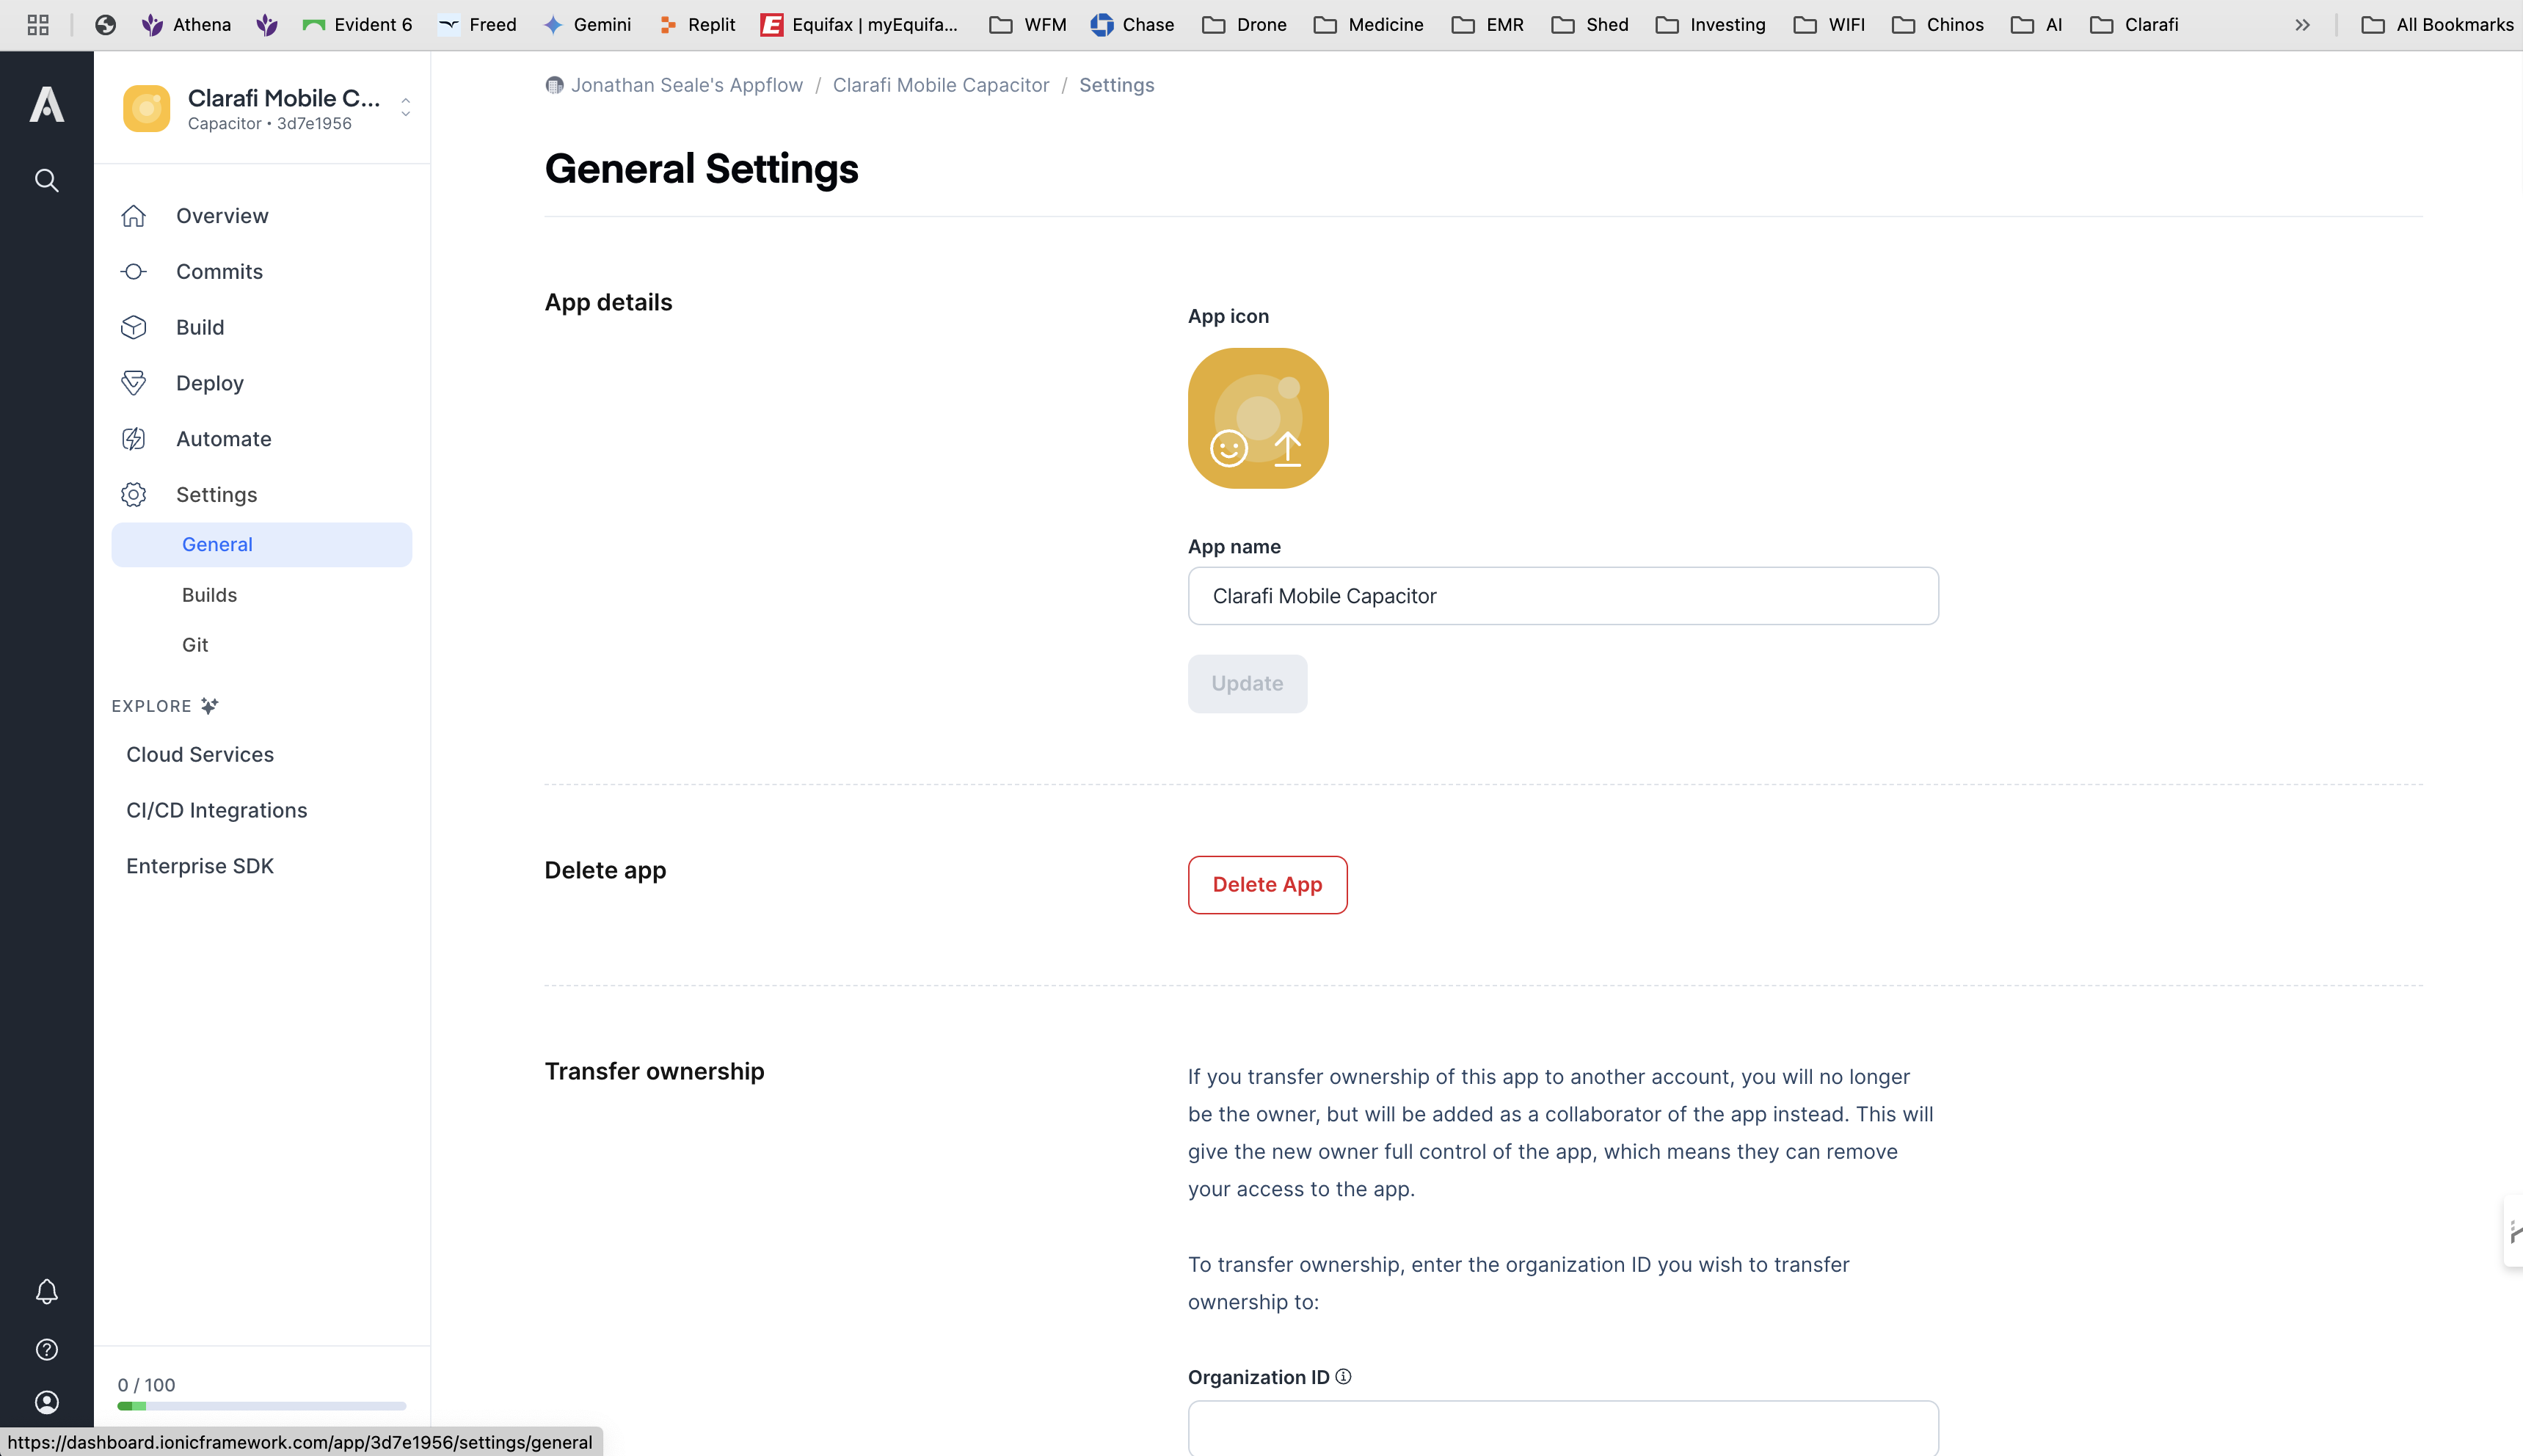 Athena
Evident 6
Freed
Gemini
Replit
Equifax | myEquifa...
WFM
Chase
Drone
Medicine
EMR
Shed
Investing
WIFI
Chinos
AI
Clarafi
All Bookmarks
Clarafi Mobile C...
Capacitor • 3d7e1956
Overview
Commits
Build
Deploy
Automate
Settings
General
Builds
Git
EXPLORE
Cloud Services
CI/CD Integrations
Enterprise SDK
0 / 100
https://dashboard.ionicframework.com/app/3d7e1956/settings/general
Jonathan Seale's Appflow / Clarafi Mobile Capacitor / Settings
General Settings
App details
App icon
App name
Clarafi Mobile Capacitor
Update
Delete app
Delete App
Transfer ownership
If you transfer ownership of this app to another account, you will no longer
be the owner, but will be added as a collaborator of the app instead. This will
give the new owner full control of the app, which means they can remove
your access to the app.
To transfer ownership, enter the organization ID you wish to transfer
ownership to:
Organization ID